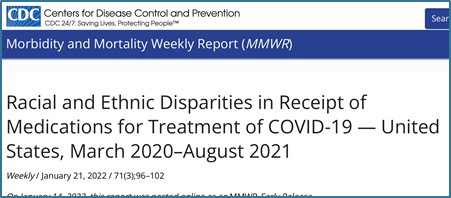 CDC Centers for Disease Control and Prevention
CDC 24/7: Saving Lives. Protecting People™
Sear
Morbidity and Mortality Weekly Report (MMWR)
Racial and Ethnic Disparities in Receipt of
Medications for Treatment of COVID-19 — United
States, March 2020–August 2021
Weekly / January 21, 2022 / 71(3);96–102
On January 14, 2022, this report was posted online as an MMWR Early Release.